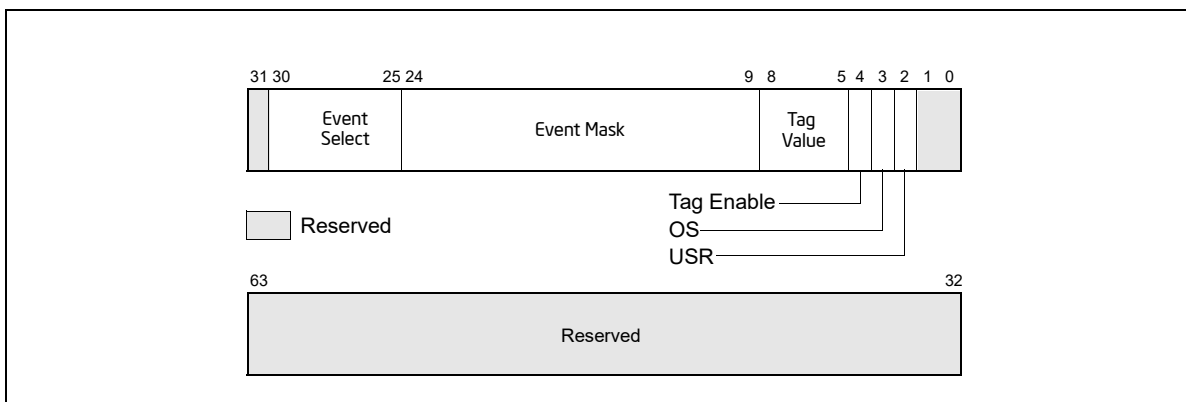 31 30 25 24 9 8 5 4 3 2 1 0
Event
Select
Event Mask
Tag
Value
Tag Enable
OS
USR
Reserved
63 32
Reserved